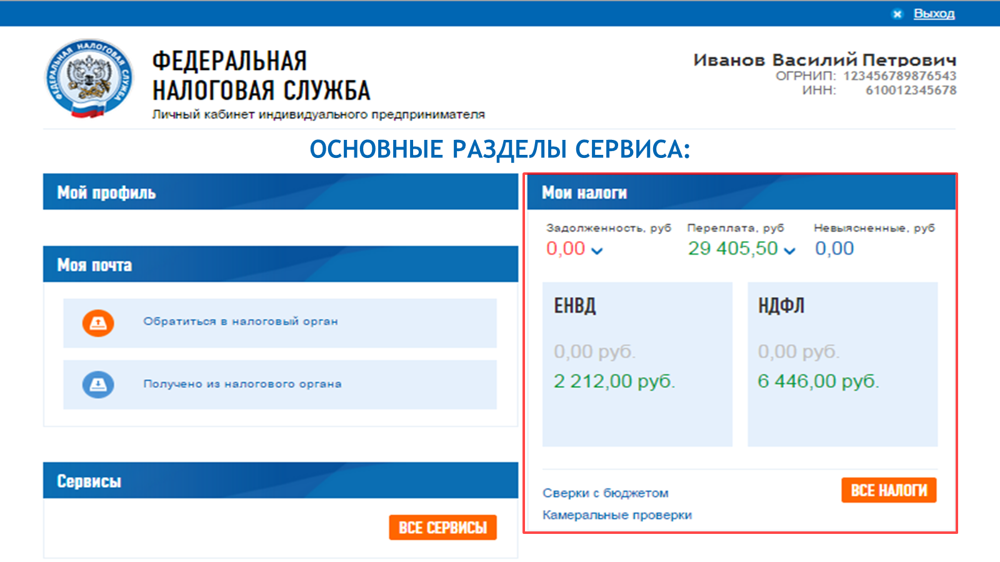 Выход
ФЕДЕРАЛЬНАЯ НАЛОГОВАЯ СЛУЖБА
ФЕДЕРАЛЬНАЯ
НАЛОГОВАЯ СЛУЖБА
Личный кабинет индивидуального предпринимателя
Иванов Василий Петрович
ОГРНИП: 123456789876543
ИНН: 610012345678
ОСНОВНЫЕ РАЗДЕЛЫ СЕРВИСА:
Мой профиль
Моя почта
Обратиться в налоговый орган
Получено из налогового органа
Сервисы
ВСЕ СЕРВИСЫ
Мои налоги
Задолженность, руб Переплата, руб Невыясненные, руб
0,00 29 405,50 0,00
ЕНВД
0,00 руб.
2 212,00 руб.
НДФЛ
0,00 руб.
6 446,00 руб.
Сверки с бюджетом
Камеральные проверки
ВСЕ НАЛОГИ